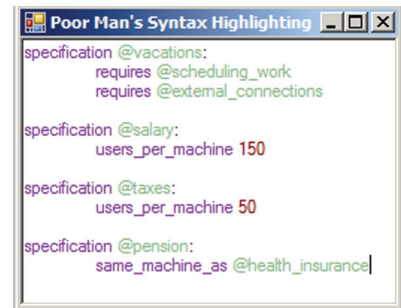 Poor Man's Syntax Highlighting
specification @vacations:
requires @scheduling_work
requires @external_connections
specification @salary:
users_per_machine 150
specification @taxes:
users_per_machine 50
specification @pension:
same_machine_as @health_insurance